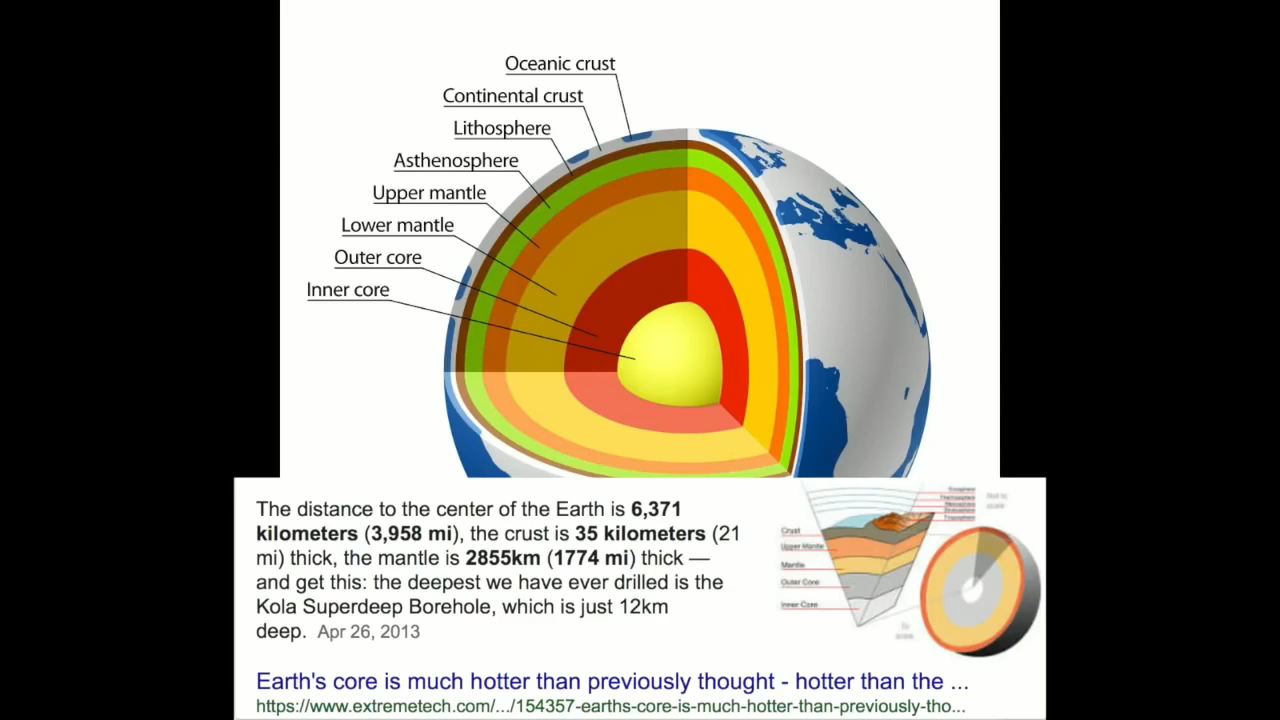 Oceanic crust
Continental crust
Lithosphere
Asthenosphere
Upper mantle
Lower mantle
Outer core
Inner core
The distance to the center of the Earth is 6,371
kilometers (3,958 mi), the crust is 35 kilometers (21
mi) thick, the mantle is 2855km (1774 mi) thick —
and get this: the deepest we have ever drilled is the
Kola Superdeep Borehole, which is just 12km
deep. Apr 26, 2013
Crust
Upper Mantle
Mantle
Outer Core
Inner Core
Not to
scale
To
scale
Earth's core is much hotter than previously thought - hotter than the ...
https://www.extremetech.com/.../154357-earths-core-is-much-hotter-than-previously-tho...